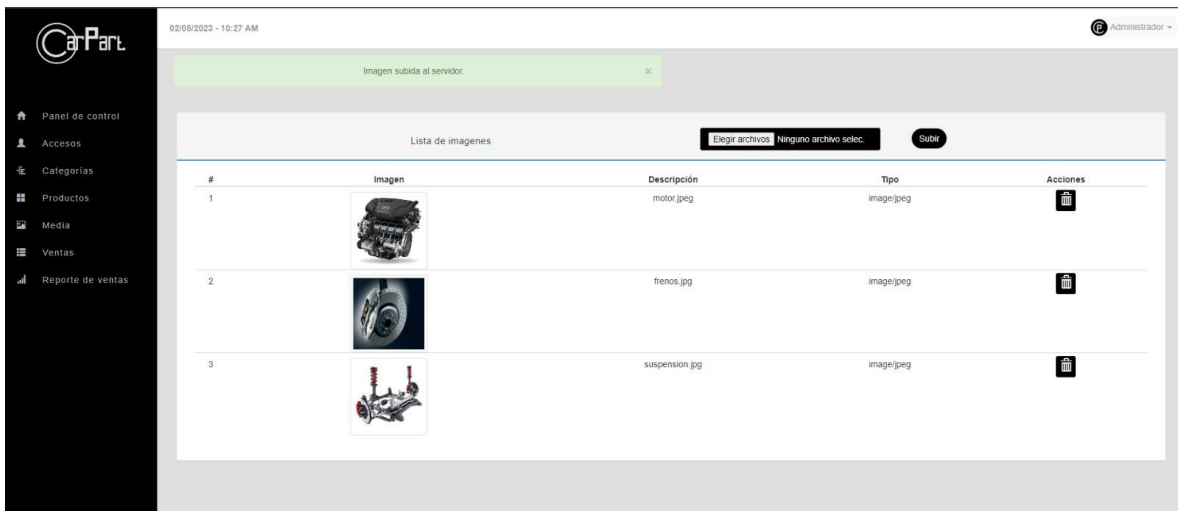 CarPart
02/05/2023 - 10:27 AM
Administrador
Imagen subida al servidor. ×
Panel de control
Accesos
Categorías
Productos
Media
Ventas
Reporte de ventas
Lista de imagenes Elegir archivos Ninguno archivo selec. Subir
# Imagen Descripción Tipo Acciones
1 motor.jpeg image/jpeg
2 frenos.jpg image/jpeg
3 suspension.jpg image/jpeg